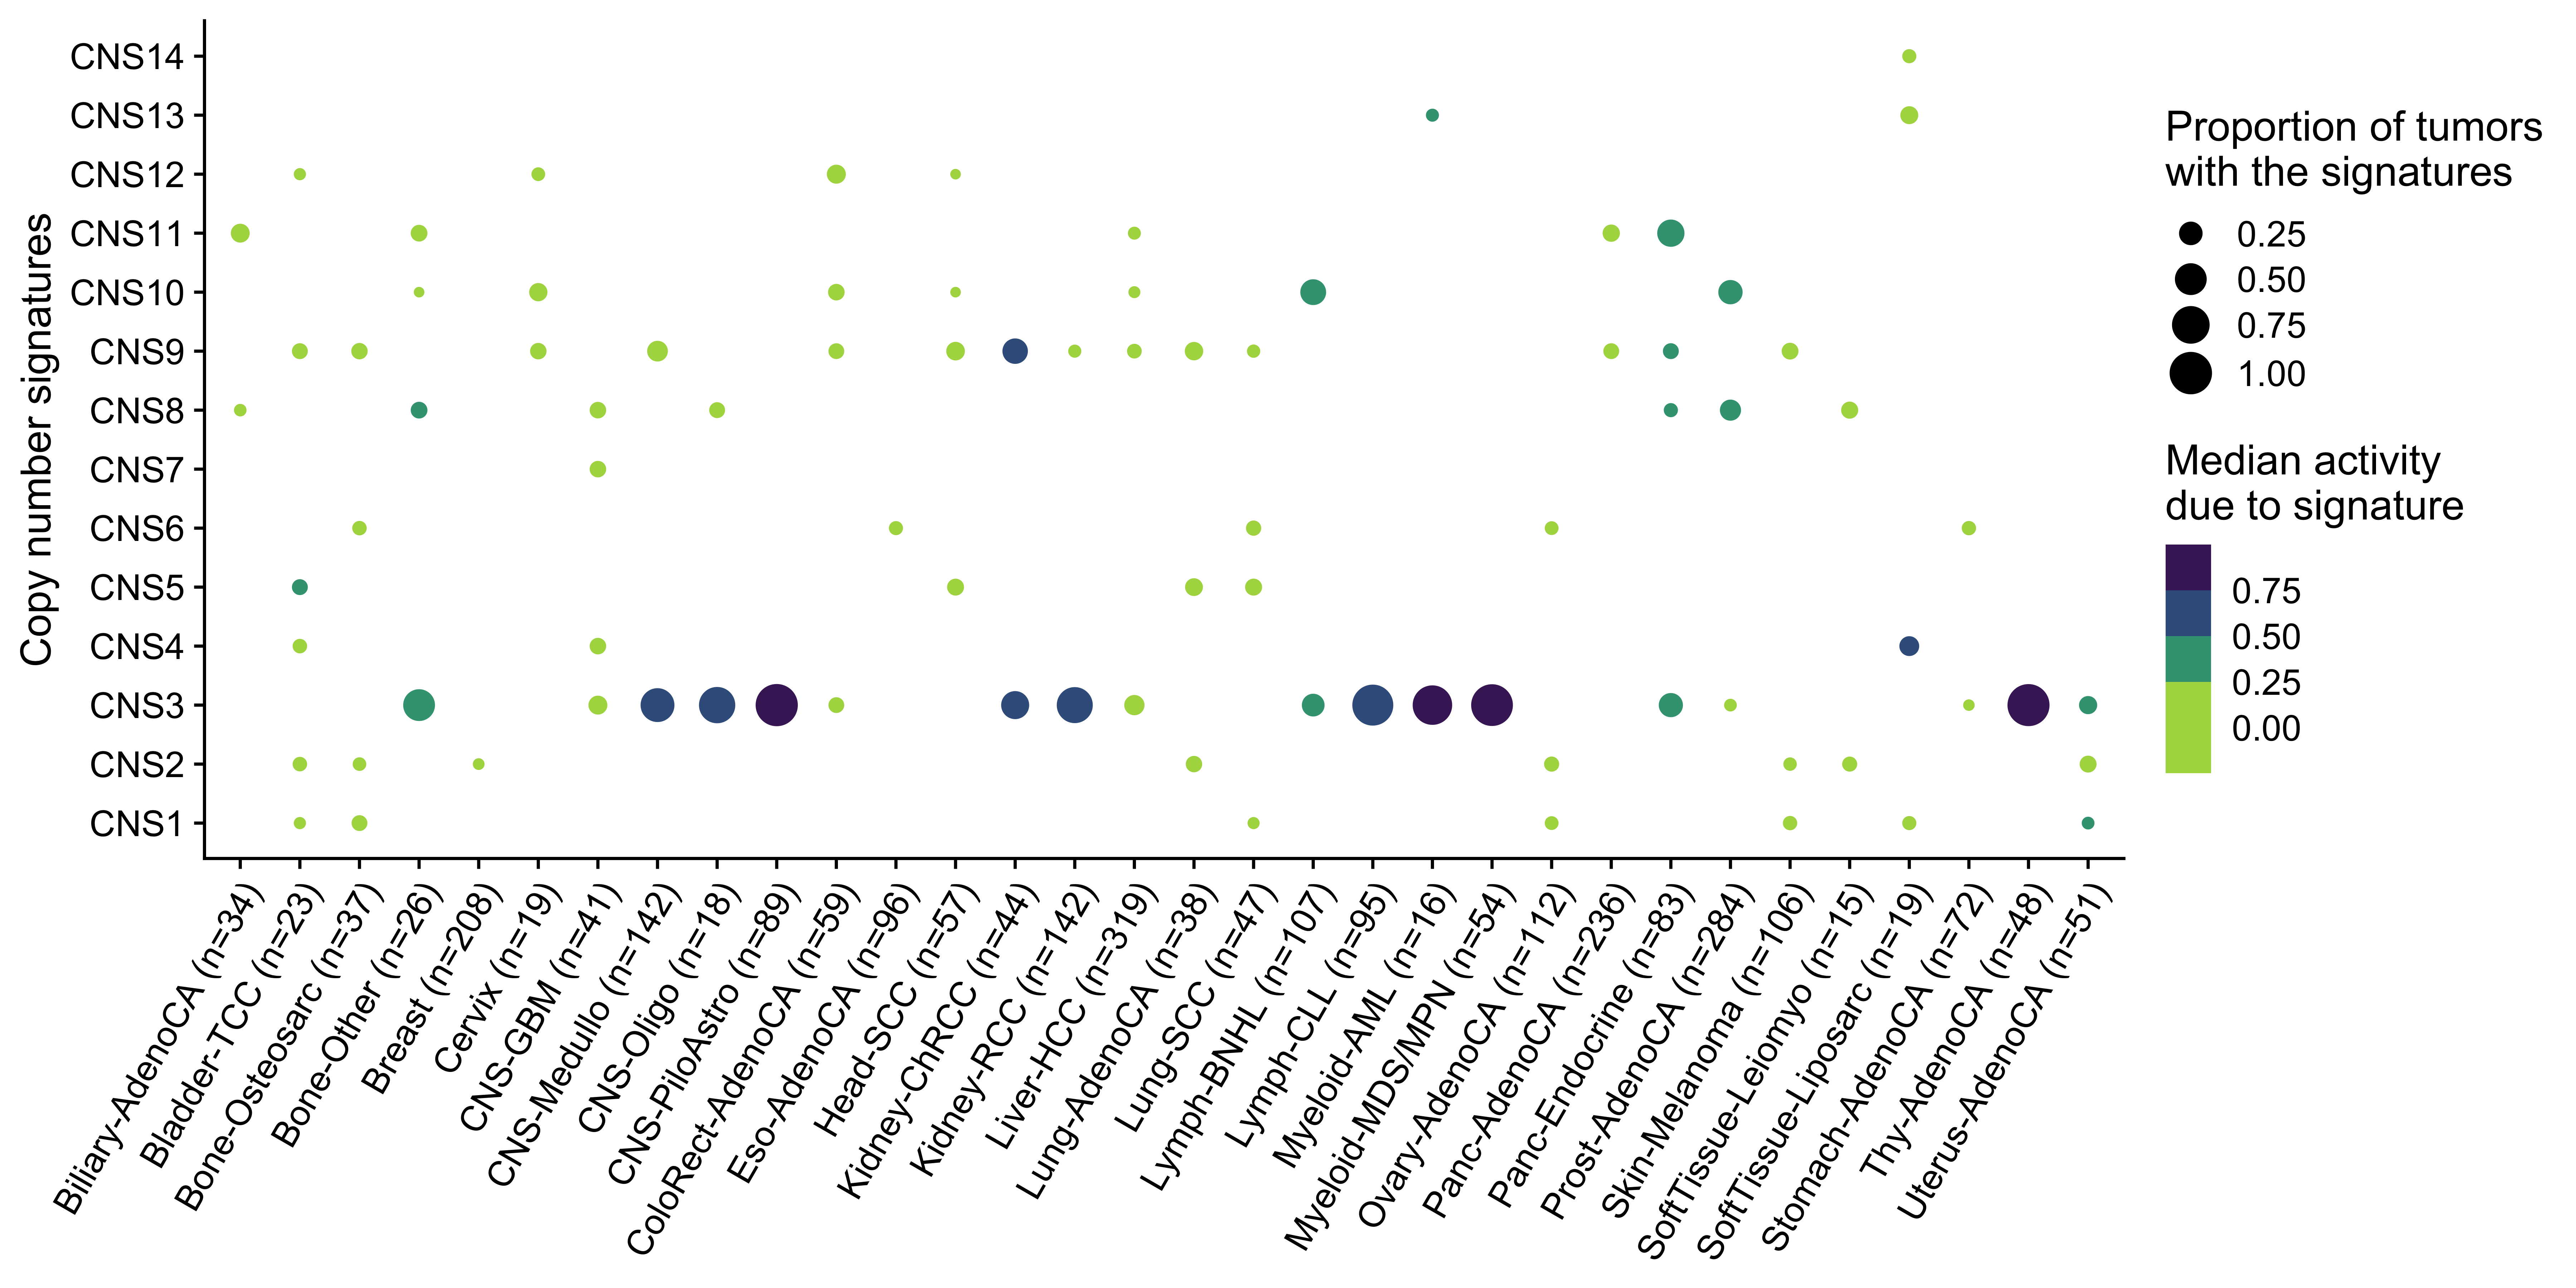 Copy number signatures
CNS14
CNS13
CNS12
CNS11
CNS10
CNS9
CNS8
CNS7
CNS6
CNS5
CNS4
CNS3
CNS2
CNS1
Biliary-AdenoCA (n=34)
Bladder-TCC (n=23)
Bone-Osteosarc (n=37)
Bone-Other (n=26)
Breast (n=208)
Cervix (n=19)
CNS-GBM (n=41)
CNS-Medullo (n=142)
CNS-Oligo (n=18)
CNS-PiloAstro (n=89)
ColoRect-AdenoCA (n=59)
Eso-AdenoCA (n=96)
Head-SCC (n=57)
Kidney-ChRCC (n=44)
Kidney-RCC (n=142)
Liver-HCC (n=319)
Lung-AdenoCA (n=38)
Lung-SCC (n=47)
Lymph-BNHL (n=107)
Lymph-CLL (n=95)
Myeloid-AML (n=16)
Myeloid-MDS/MPN (n=54)
Ovary-AdenoCA (n=112)
Panc-AdenoCA (n=236)
Panc-Endocrine (n=83)
Prost-AdenoCA (n=284)
Skin-Melanoma (n=106)
SoftTissue-Leiomyo (n=15)
SoftTissue-Liposarc (n=19)
Stomach-AdenoCA (n=72)
Thy-AdenoCA (n=48)
Uterus-AdenoCA (n=51)
Proportion of tumors
with the signatures
0.25
0.50
0.75
1.00
Median activity
due to signature
0.75
0.50
0.25
0.00